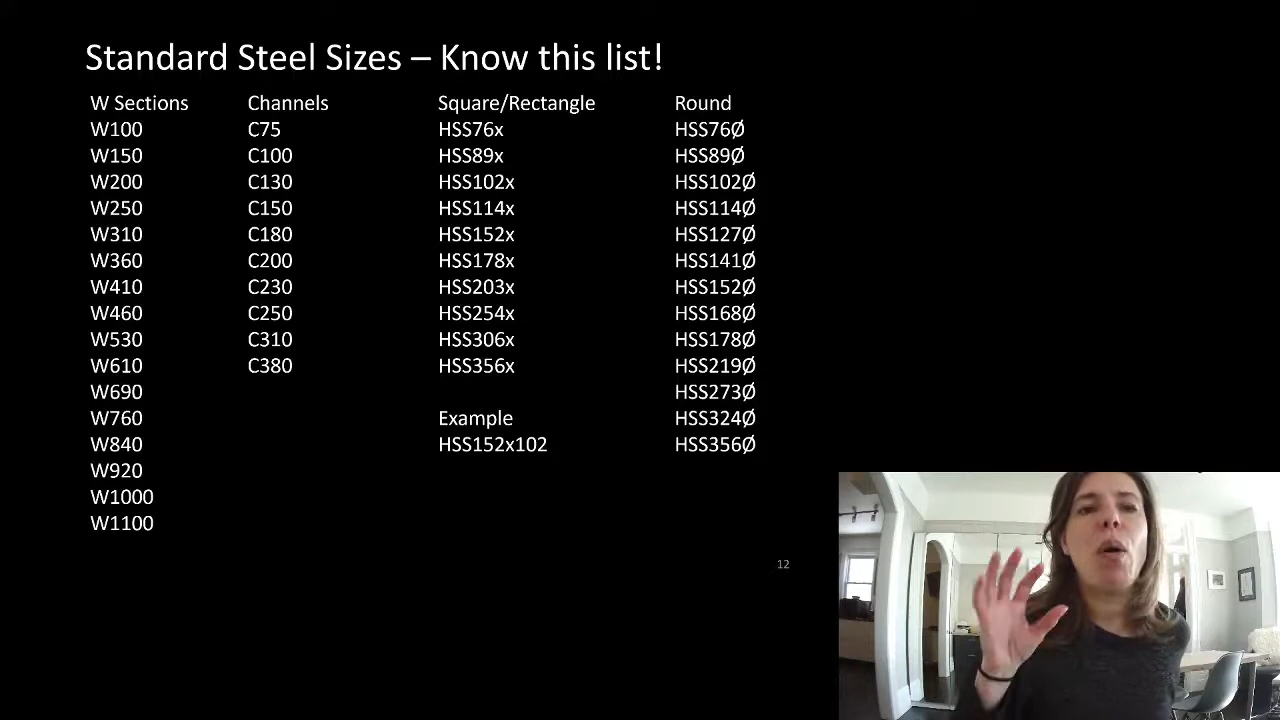 Standard Steel Sizes – Know this list!
W Sections Channels Square/Rectangle Round
W100 C75 HSS76x HSS76Ø
W150 C100 HSS89x HSS89Ø
W200 C130 HSS102x HSS102Ø
W250 C150 HSS114x HSS114Ø
W310 C180 HSS152x HSS127Ø
W360 C200 HSS178x HSS141Ø
W410 C230 HSS203x HSS152Ø
W460 C250 HSS254x HSS168Ø
W530 C310 HSS306x HSS178Ø
W610 C380 HSS356x HSS219Ø
W690 HSS273Ø
W760 Example HSS324Ø
W840 HSS152x102 HSS356Ø
W920
W1000
W1100
12